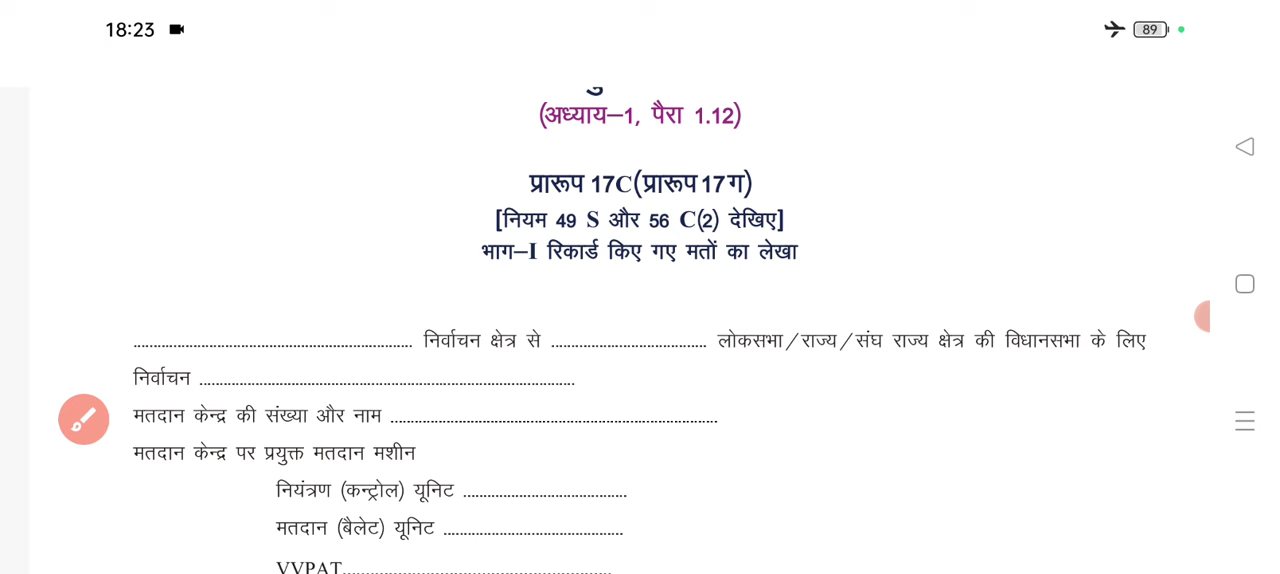 18:23
89
(अध्याय–1, पैरा 1.12)
प्रारूप 17C(प्रारूप 17ग)
[नियम 49 S और 56 C(2) देखिए]
भाग–I रिकार्ड किए गए मतों का लेखा
...................................................................... निर्वाचन क्षेत्र से ....................................... लोकसभा/राज्य/संघ राज्य क्षेत्र की विधानसभा के लिए
निर्वाचन ..............................................................................................
मतदान केन्द्र की संख्या और नाम ..................................................................................
मतदान केन्द्र पर प्रयुक्त मतदान मशीन
नियंत्रण (कन्ट्रोल) यूनिट .........................................
मतदान (बैलेट) यूनिट .............................................
VVPAT...................................................................